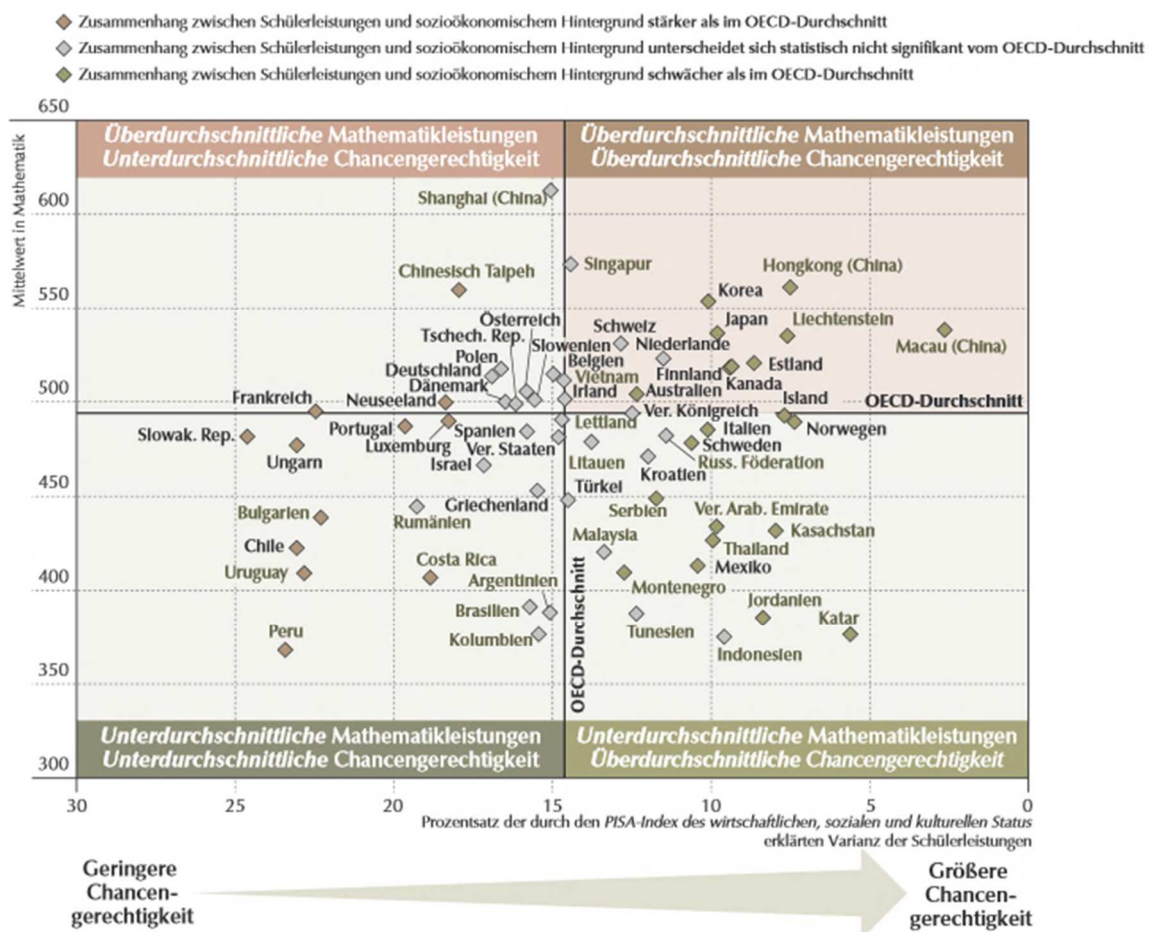 Zusammenhang zwischen Schülerleistungen und sozioökonomischem Hintergrund stärker als im OECD-Durchschnitt
Zusammenhang zwischen Schülerleistungen und sozioökonomischem Hintergrund unterscheidet sich statistisch nicht signifikant vom OECD-Durchschnitt
Zusammenhang zwischen Schülerleistungen und sozioökonomischem Hintergrund schwächer als im OECD-Durchschnitt
Mittelwert in Mathematik
650
Überdurchschnittliche Mathematikleistungen
Unterdurchschnittliche Chancengerechtigkeit
Überdurchschnittliche Mathematikleistungen
Überdurchschnittliche Chancengerechtigkeit
Shanghai (China)
600
Singapur
Hongkong (China)
Chinesisch Taipeh
Korea
550
Österreich
Schweiz
Japan
Liechtenstein
Tschech. Rep.
Slowenien
Niederlande
Macau (China)
Polen
Belgien
Estland
Deutschland
Vietnam
Finnland
Kanada
Dänemark
Irland
Australien
500
Frankreich
Neuseeland
Island
OECD-Durchschnitt
Ver. Königreich
Slowak. Rep.
Portugal
Spanien
Lettland
Italien
Norwegen
Luxemburg
Ver. Staaten
Schweden
Ungarn
Israel
Litauen
Russ. Föderation
Kroatien
450
Türkei
Griechenland
Bulgarien
Rumänien
Serbien
Ver. Arab. Emirate
Kasachstan
Chile
Malaysia
Thailand
Uruguay
Costa Rica
Mexiko
400
Argentinien
Montenegro
Brasilien
Jordanien
Katar
Peru
Kolumbien
Tunesien
Indonesien
OECD-Durchschnitt
350
Unterdurchschnittliche Mathematikleistungen
Unterdurchschnittliche Chancengerechtigkeit
Unterdurchschnittliche Mathematikleistungen
Überdurchschnittliche Chancengerechtigkeit
300
30 25 20 15 10 5 0
Prozentsatz der durch den PISA-Index des wirtschaftlichen, sozialen und kulturellen Status
erklärten Varianz der Schülerleistungen
Geringere
Chancen-
gerechtigkeit
Größere
Chancen-
gerechtigkeit